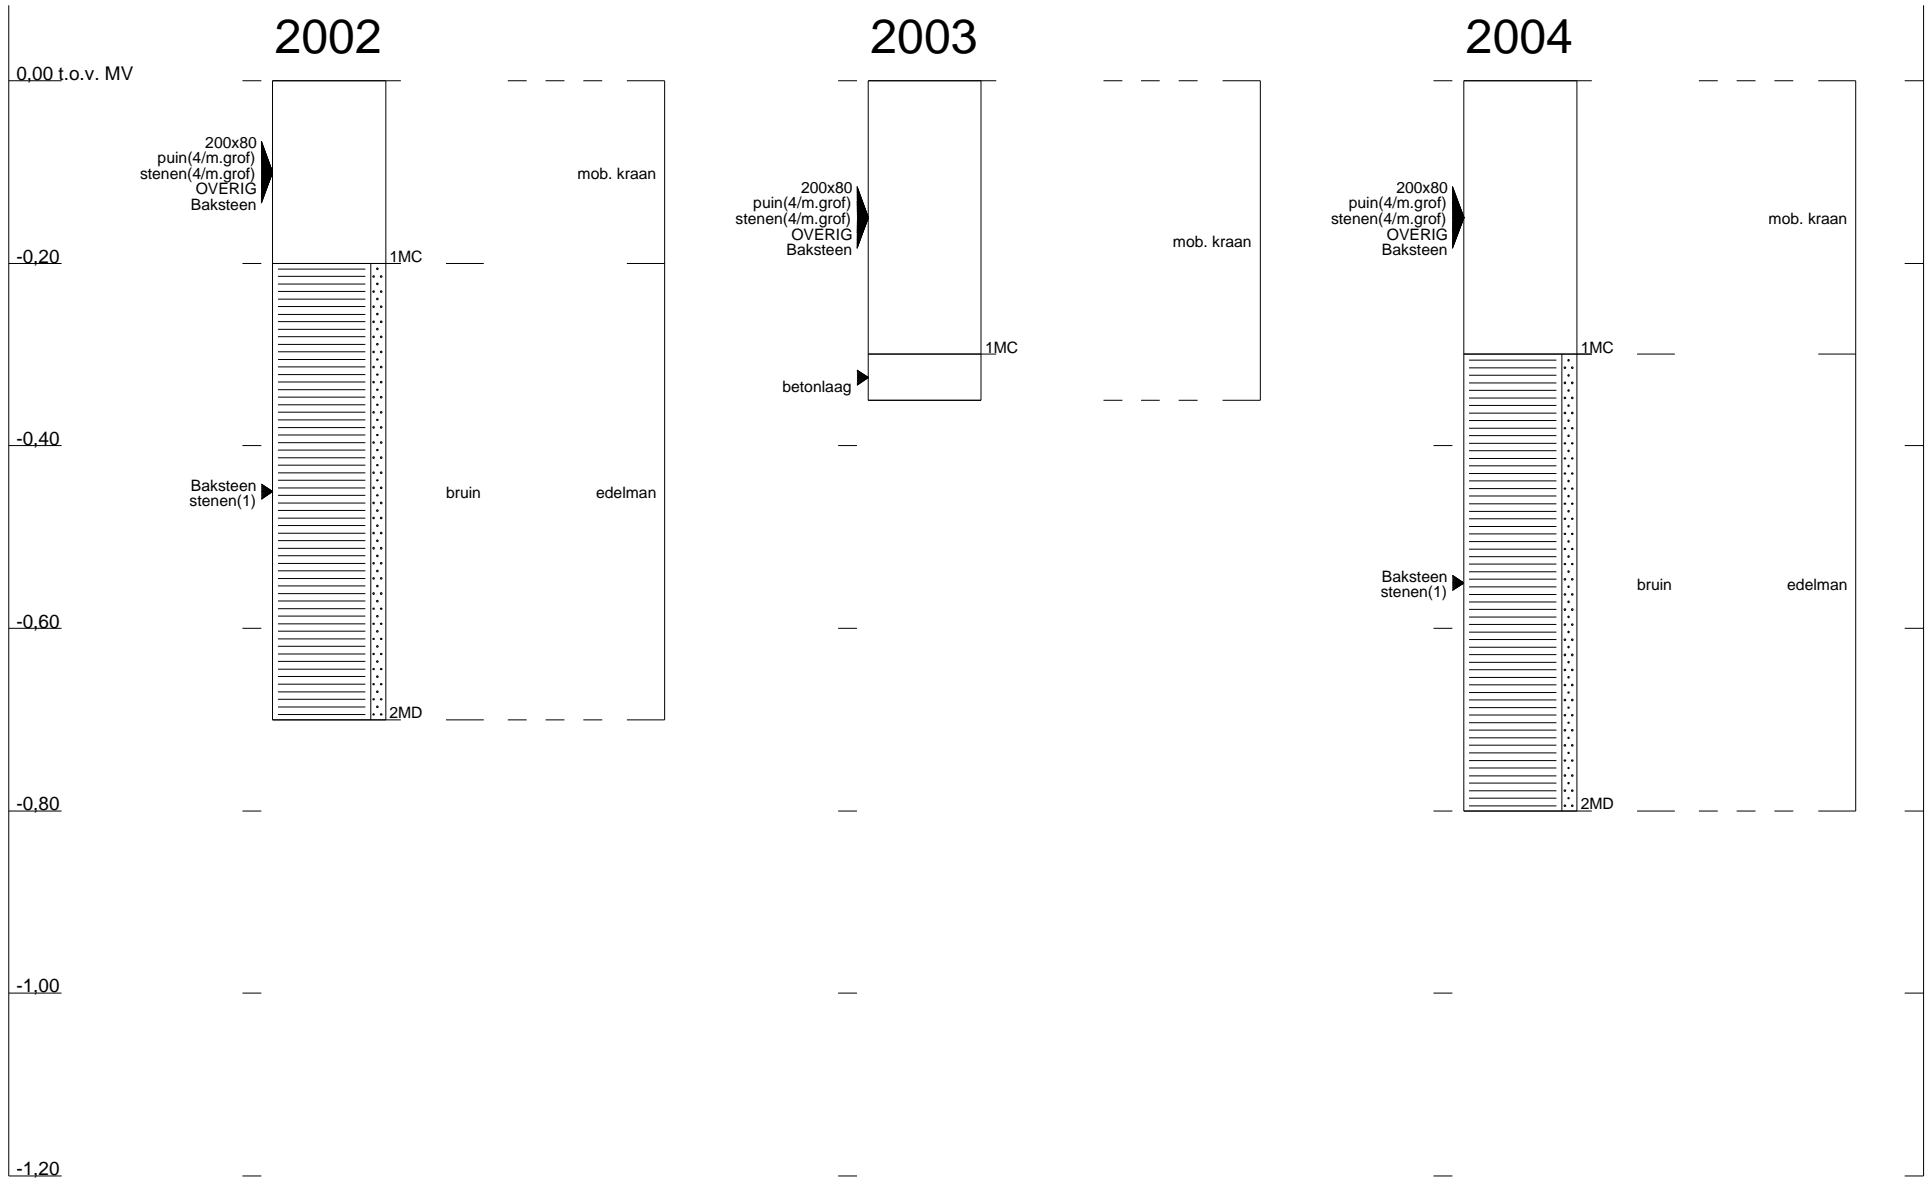 2002
2003
2004
0,00 t.o.v. MV
200x80
puin(4/m.grof)
stenen(4/m.grof)
OVERIG
Baksteen
mob. kraan
200x80
puin(4/m.grof)
stenen(4/m.grof)
OVERIG
Baksteen
mob. kraan
200x80
puin(4/m.grof)
stenen(4/m.grof)
OVERIG
Baksteen
mob. kraan
-0,20
1MC
1MC
1MC
betonlaag
-0,40
Baksteen
stenen(1)
bruin
edelman
Baksteen
stenen(1)
bruin
edelman
-0,60
2MD
-0,80
2MD
-1,00
-1,20